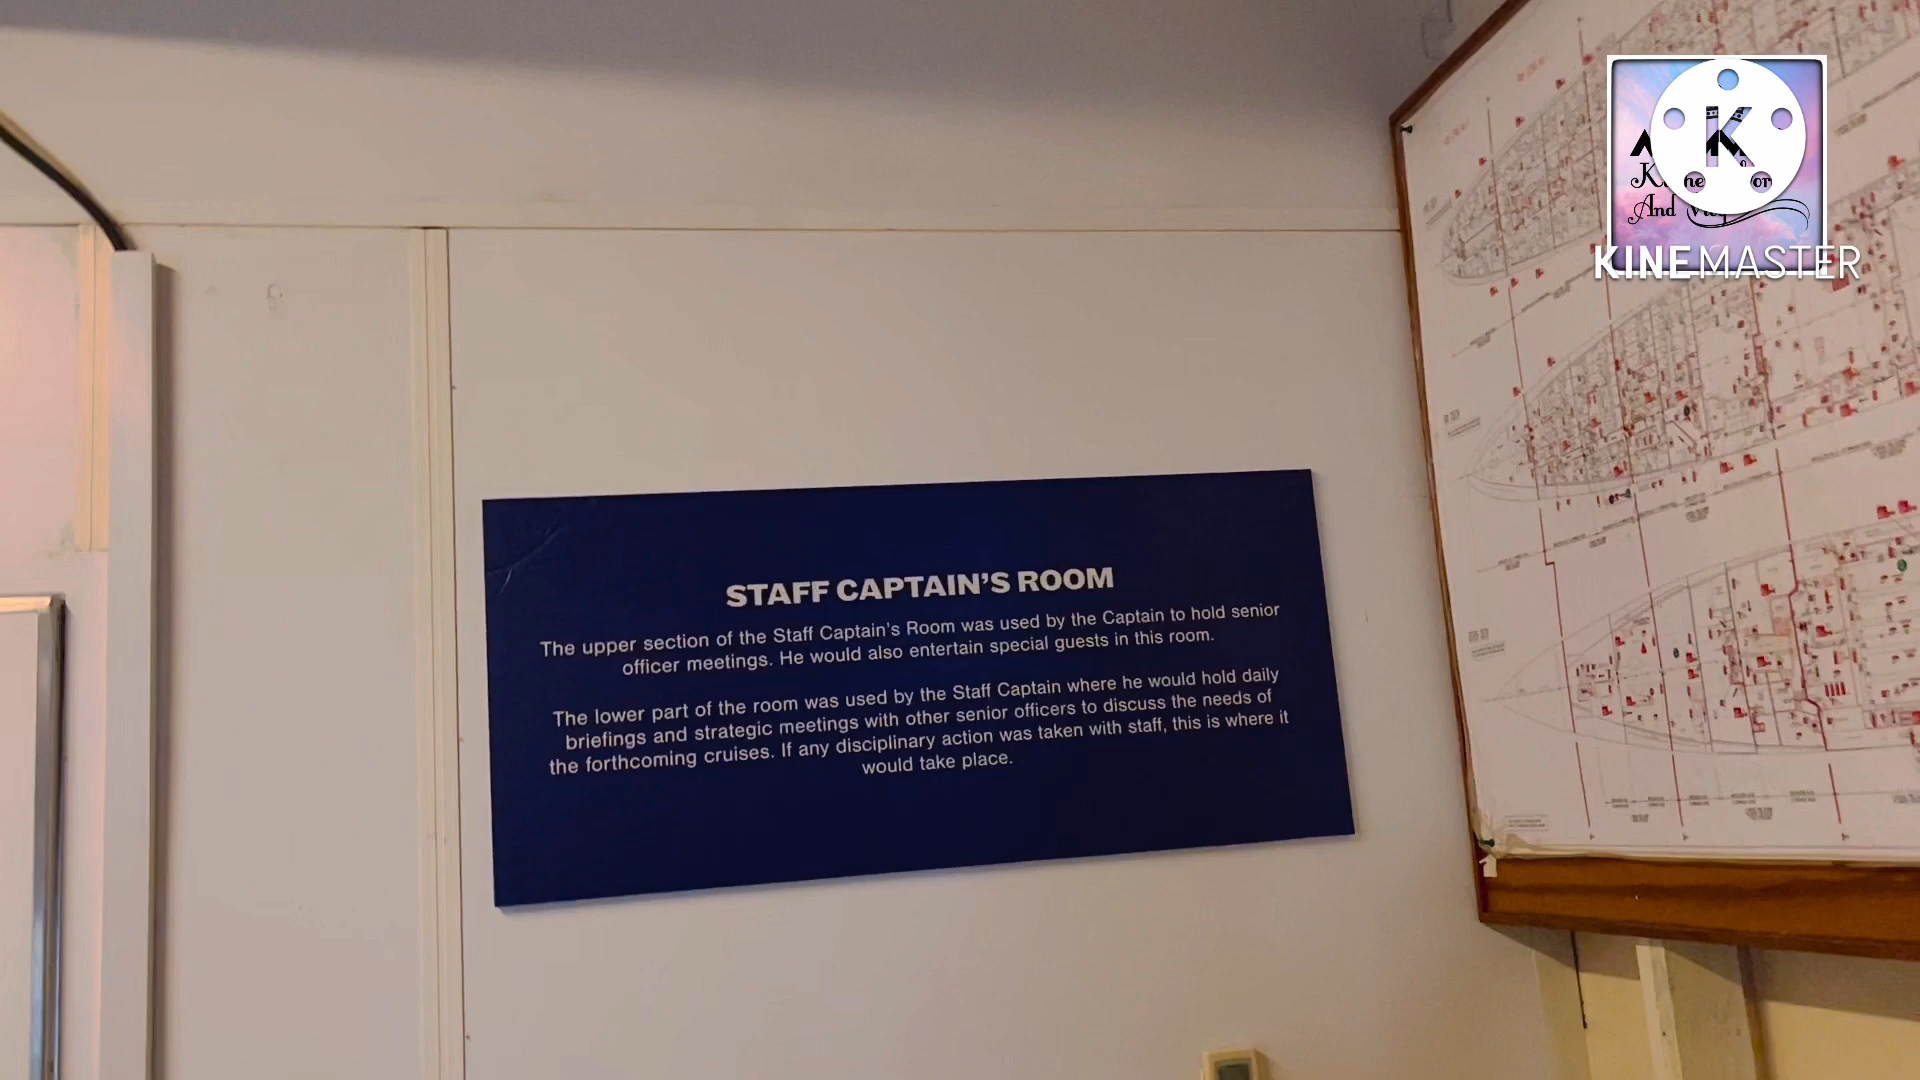 STAFF CAPTAIN'S ROOM
The upper section of the Staff Captain's Room was used by the Captain to hold senior
officer meetings. He would also entertain special guests in this room.
The lower part of the room was used by the Staff Captain where he would hold daily
briefings and strategic meetings with other senior officers to discuss the needs of
the forthcoming cruises. If any disciplinary action was taken with staff, this is where it
would take place.
K
And
KINEMASTER